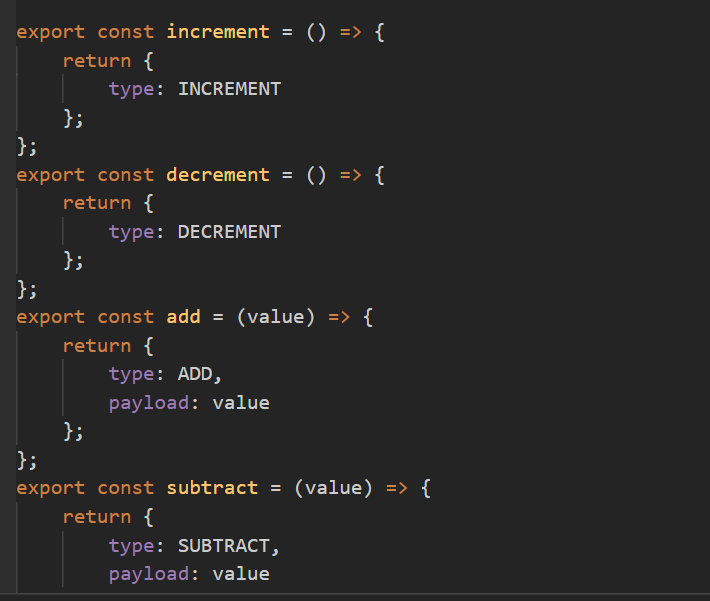 export const increment = () => {
    return {
        type: INCREMENT
    };
};
export const decrement = () => {
    return {
        type: DECREMENT
    };
};
export const add = (value) => {
    return {
        type: ADD,
        payload: value
    };
};
export const subtract = (value) => {
    return {
        type: SUBTRACT,
        payload: value